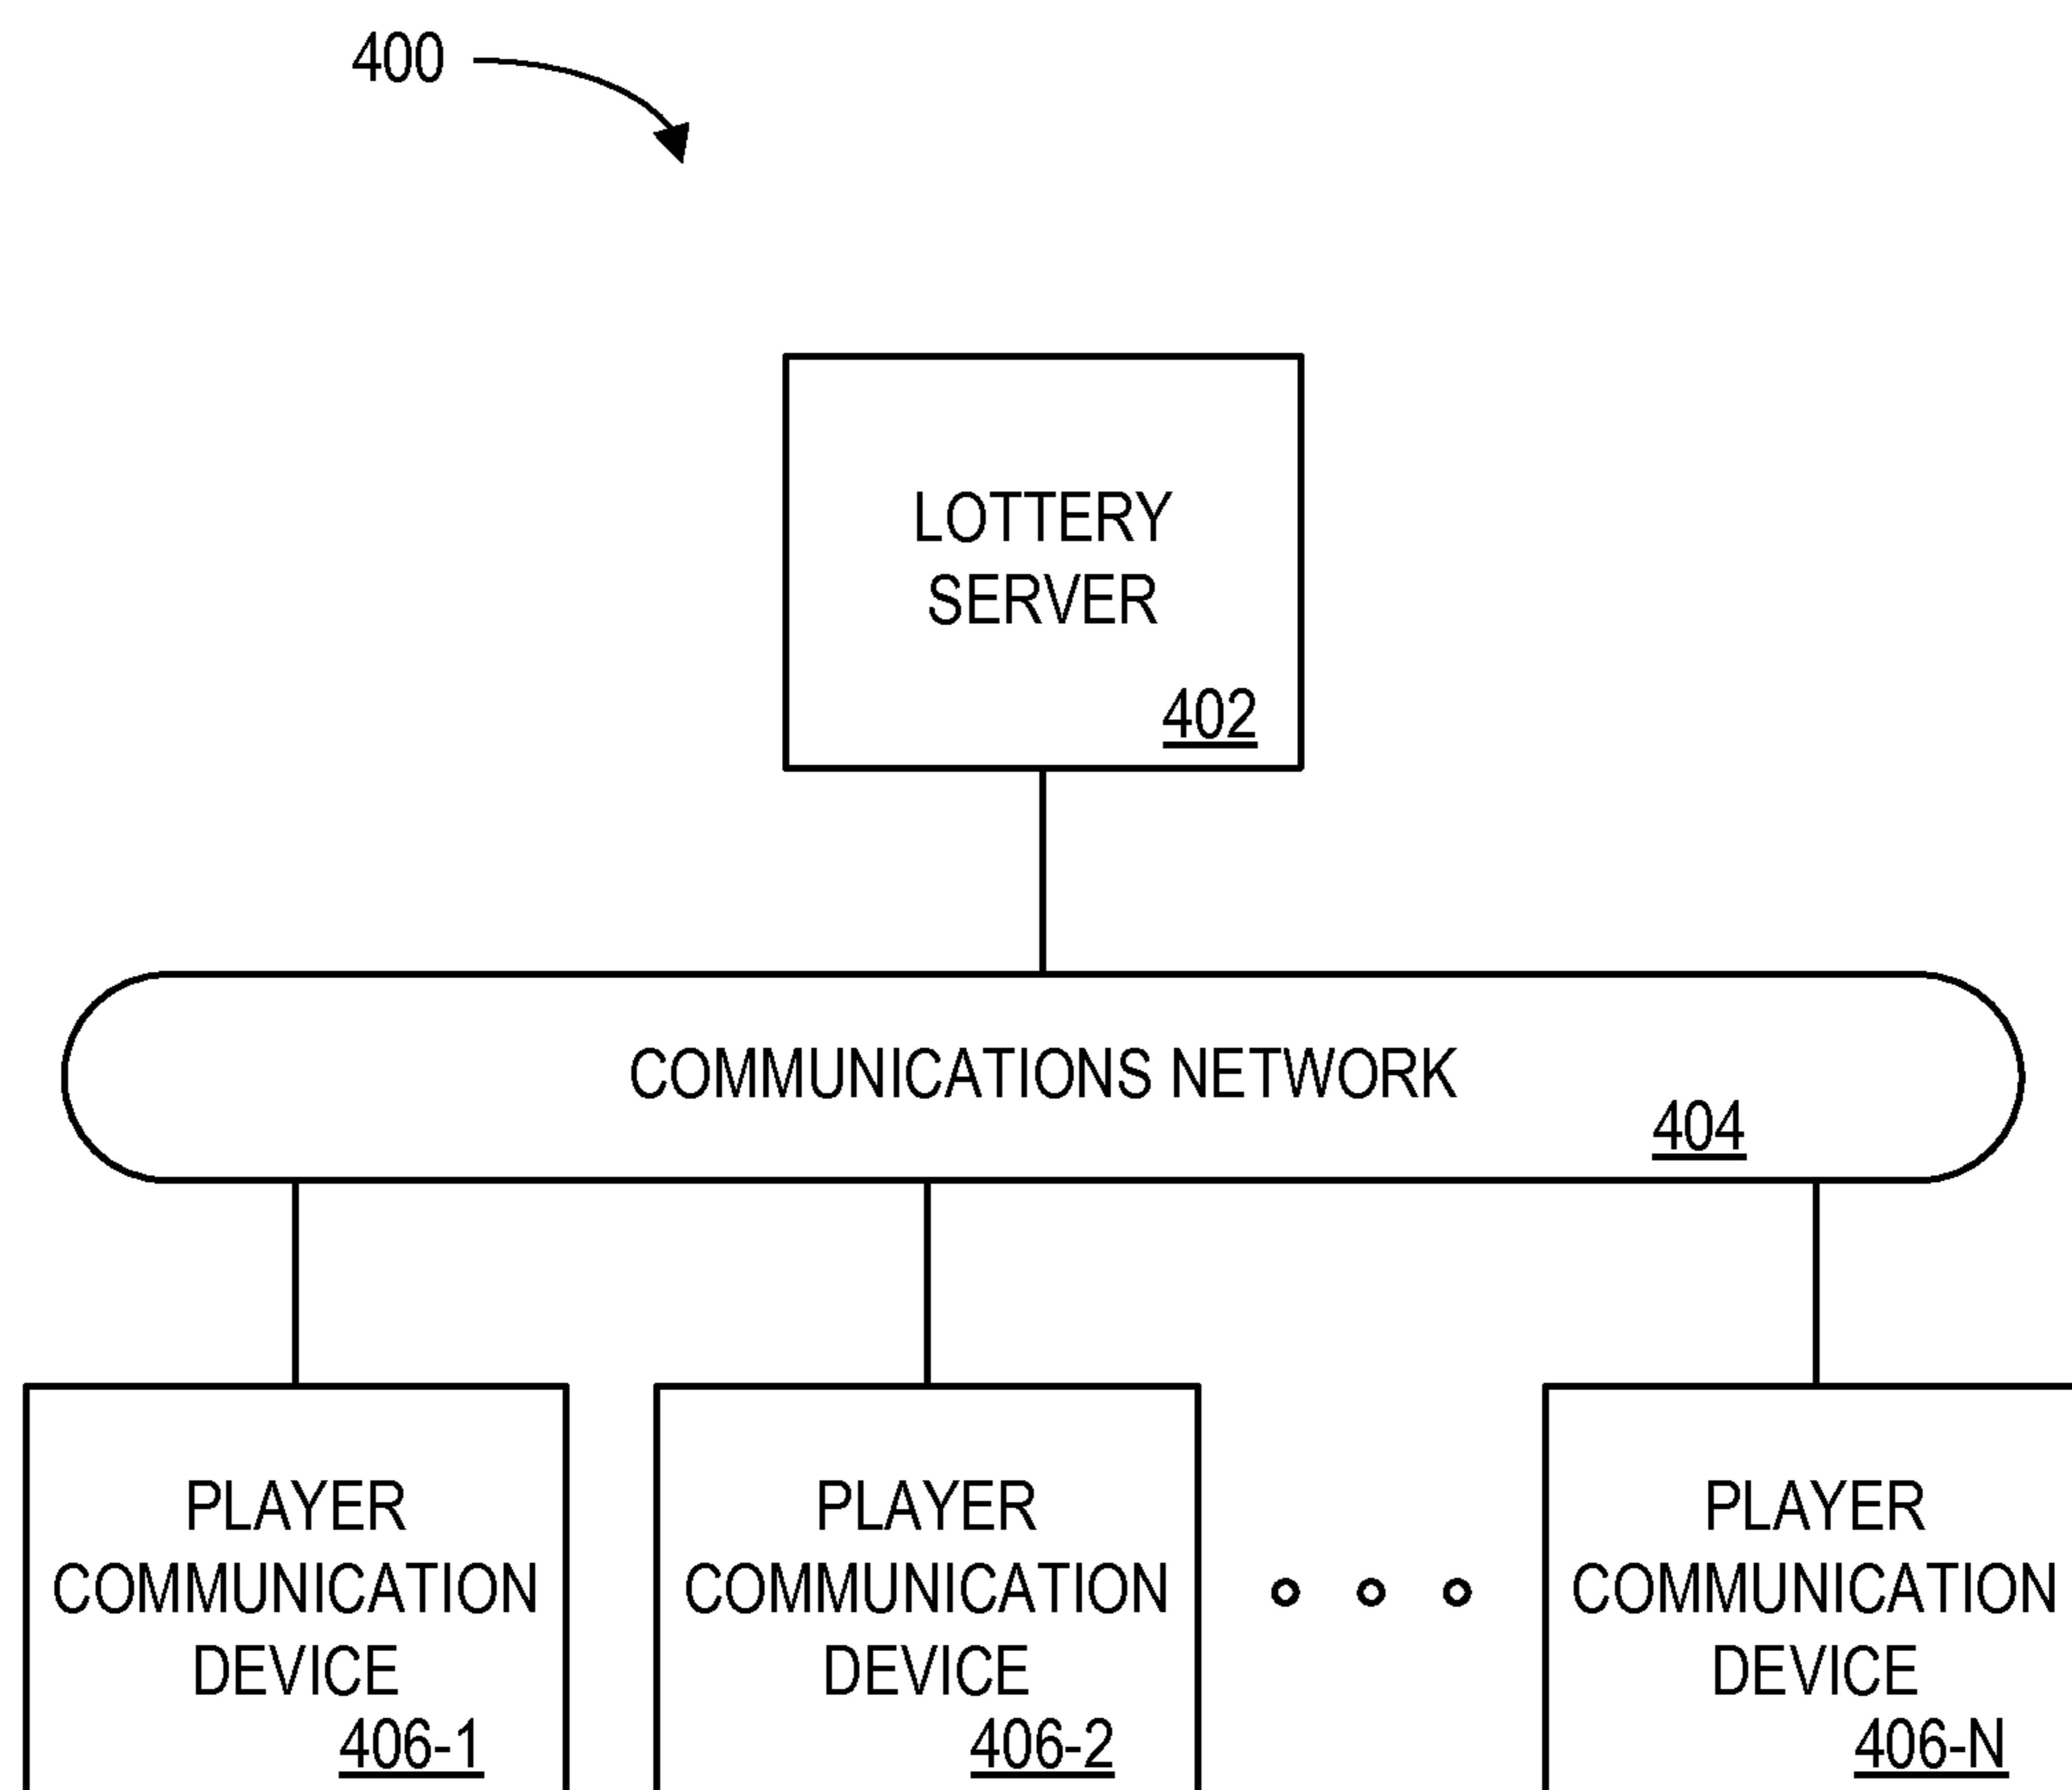 400
LOTTERY
SERVER
402
COMMUNICATIONS NETWORK
404
PLAYER
COMMUNICATION
DEVICE
406-1
PLAYER
COMMUNICATION
DEVICE
406-2
PLAYER
COMMUNICATION
DEVICE
406-N